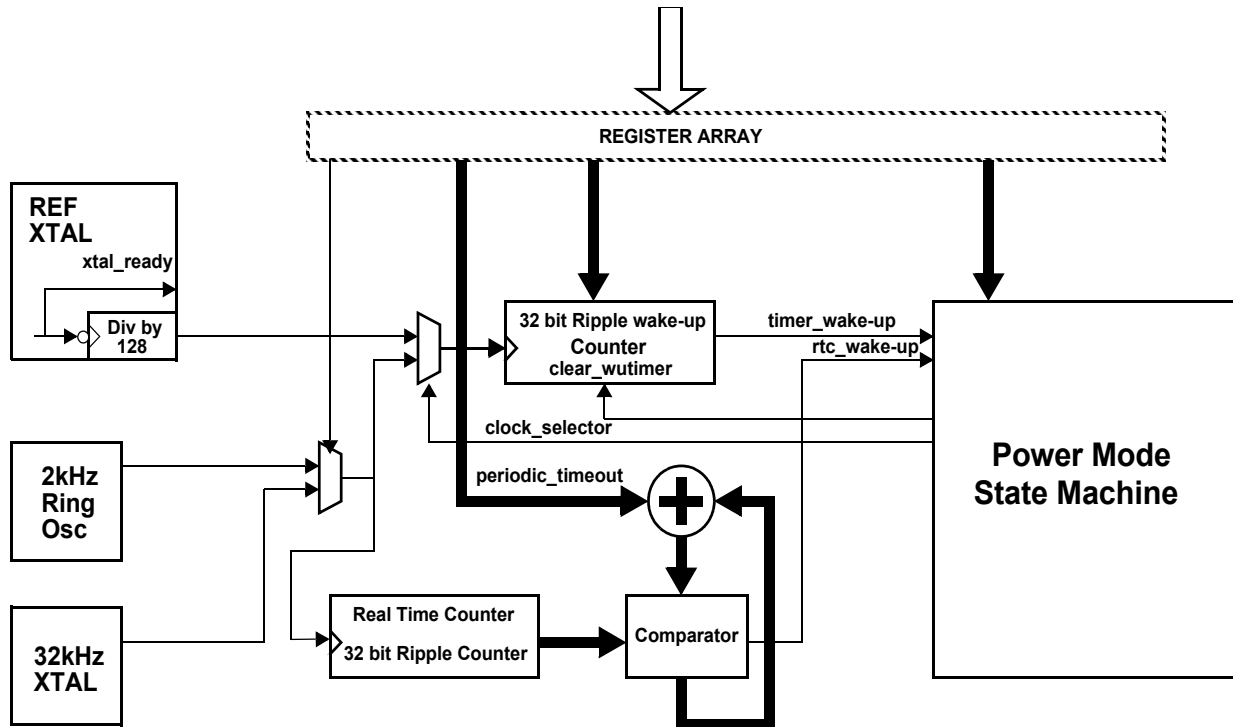 REGISTER ARRAY
REF
XTAL
xtal_ready
Div by
128
32 bit Ripple wake-up
Counter
clear_wutimer
timer_wake-up
rtc_wake-up
clock_selector
periodic_timeout
Power Mode
State Machine
2kHz
Ring
Osc
Real Time Counter
32 bit Ripple Counter
Comparator
32kHz
XTAL